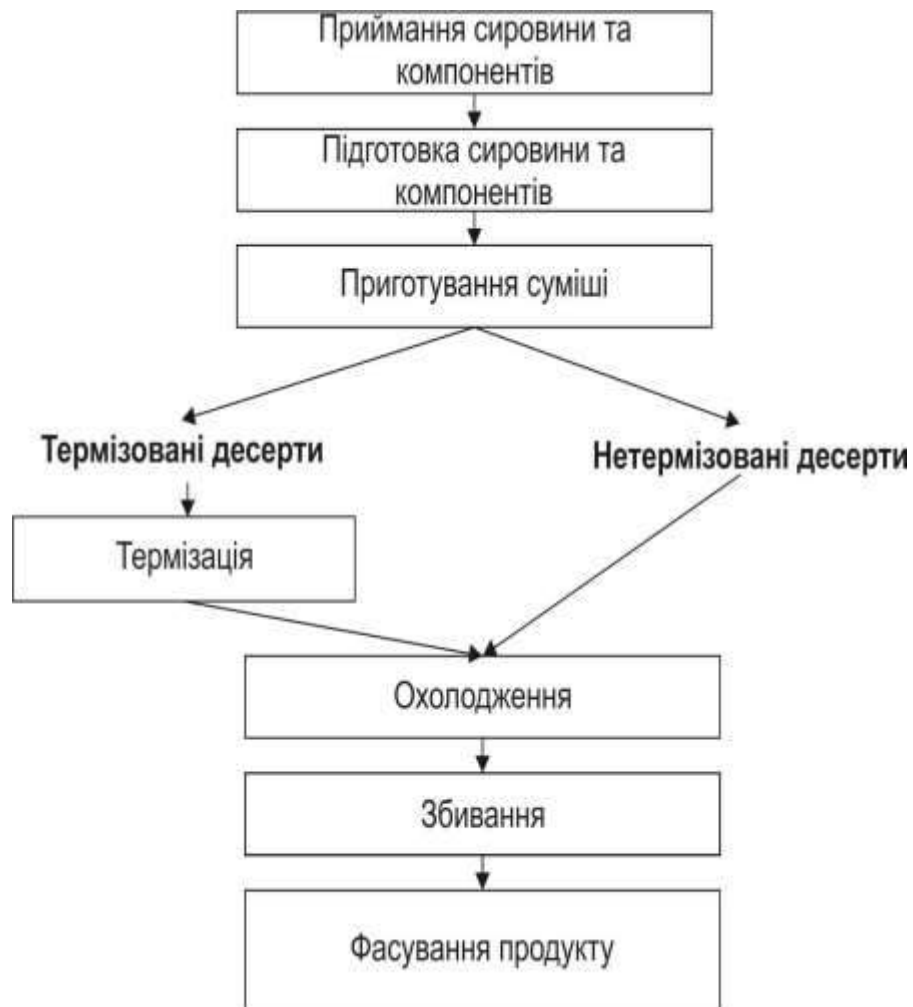 Приймання сировини та
компонентів
Підготовка сировини та
компонентів
Приготування суміші
Термізовані десерти
Нетермізовані десерти
Термізація
Охолодження
Збивання
Фасування продукту